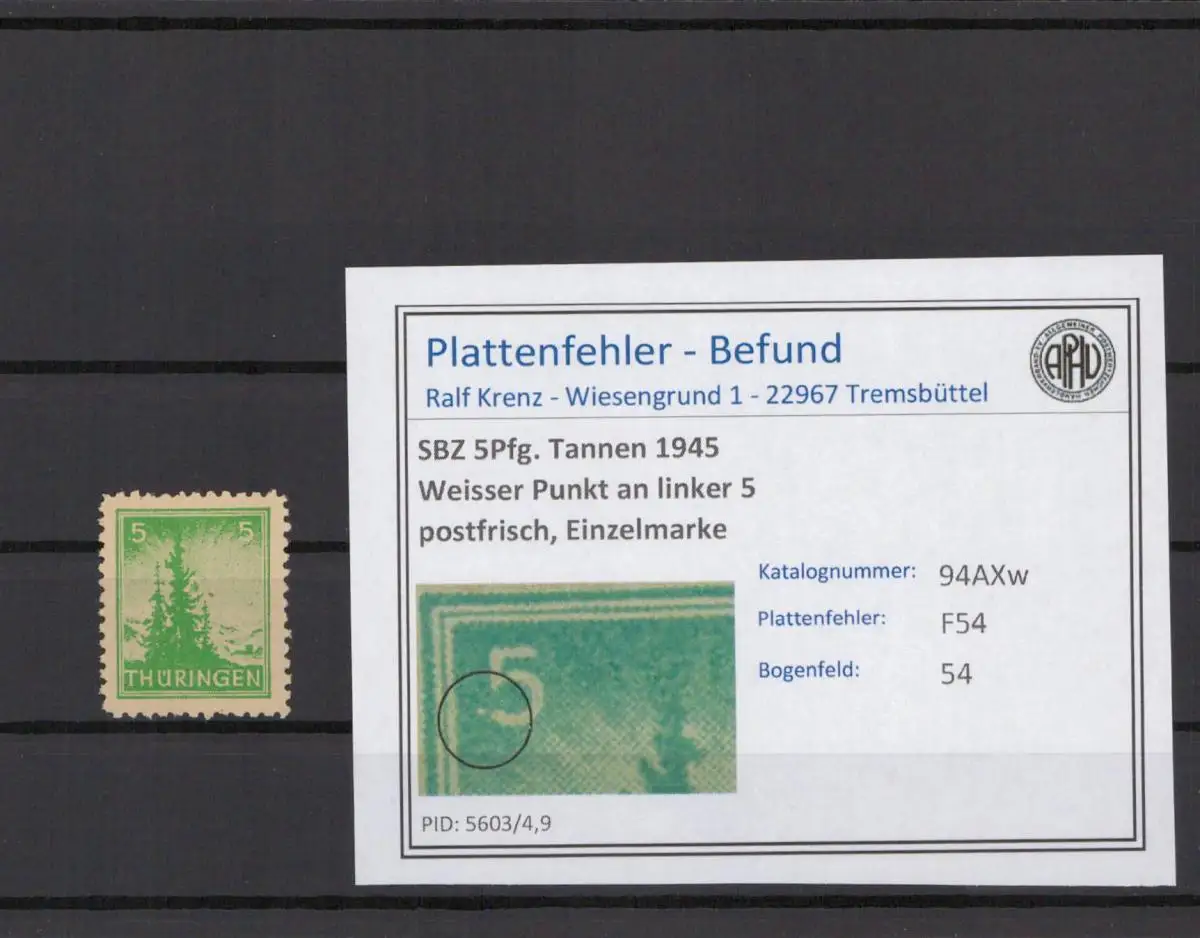 5 5
THÜRINGEN
Plattenfehler - Befund
Ralf Krenz - Wiesengrund 1 - 22967 Tremsbüttel
APHV
SBZ 5Pfg. Tannen 1945
Weisser Punkt an linker 5
postfrisch, Einzelmarke
Katalognummer: 94AXw
Plattenfehler: F54
Bogenfeld: 54
5
PID: 5603/4,9